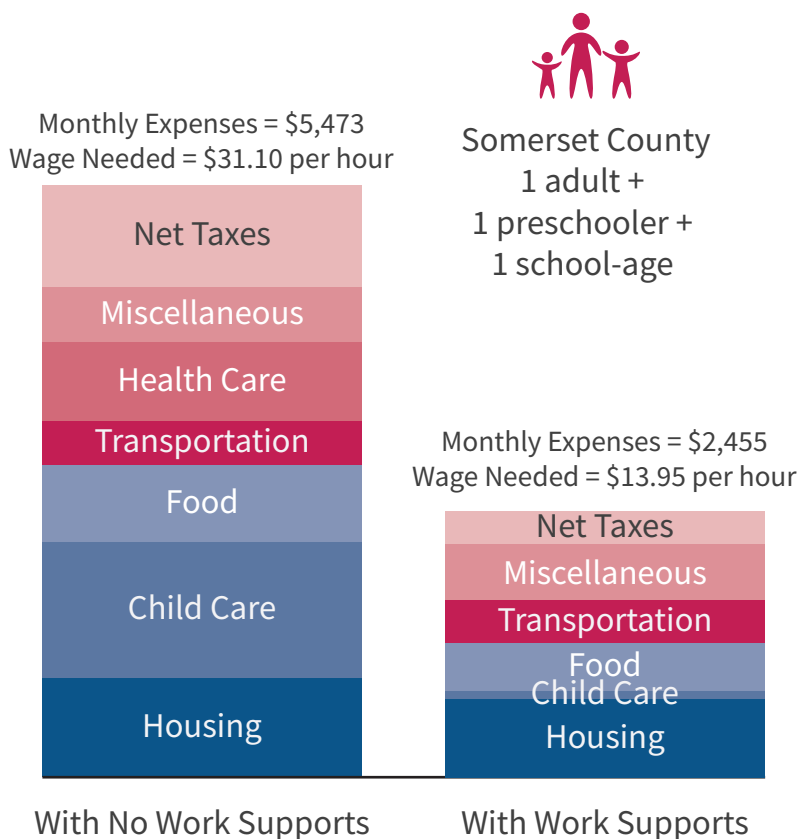 Monthly Expenses = $5,473
Wage Needed = $31.10 per hour
Net Taxes
Miscellaneous
Health Care
Transportation
Food
Child Care
Housing
With No Work Supports
Somerset County
1 adult +
1 preschooler +
1 school-age
Monthly Expenses = $2,455
Wage Needed = $13.95 per hour
Net Taxes
Miscellaneous
Transportation
Food
Child Care
Housing
With Work Supports